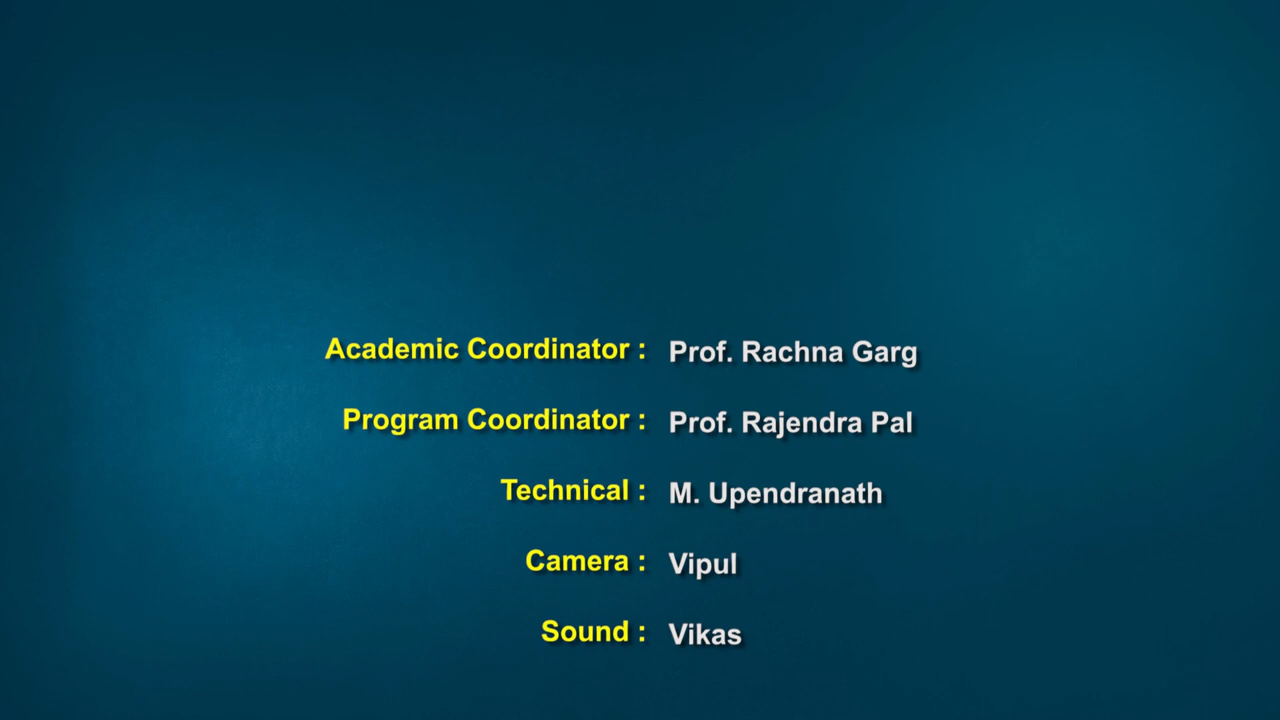 Academic Coordinator : Prof. Rachna Garg
Program Coordinator : Prof. Rajendra Pal
Technical : M. Upendranath
Camera : Vipul
Sound : Vikas